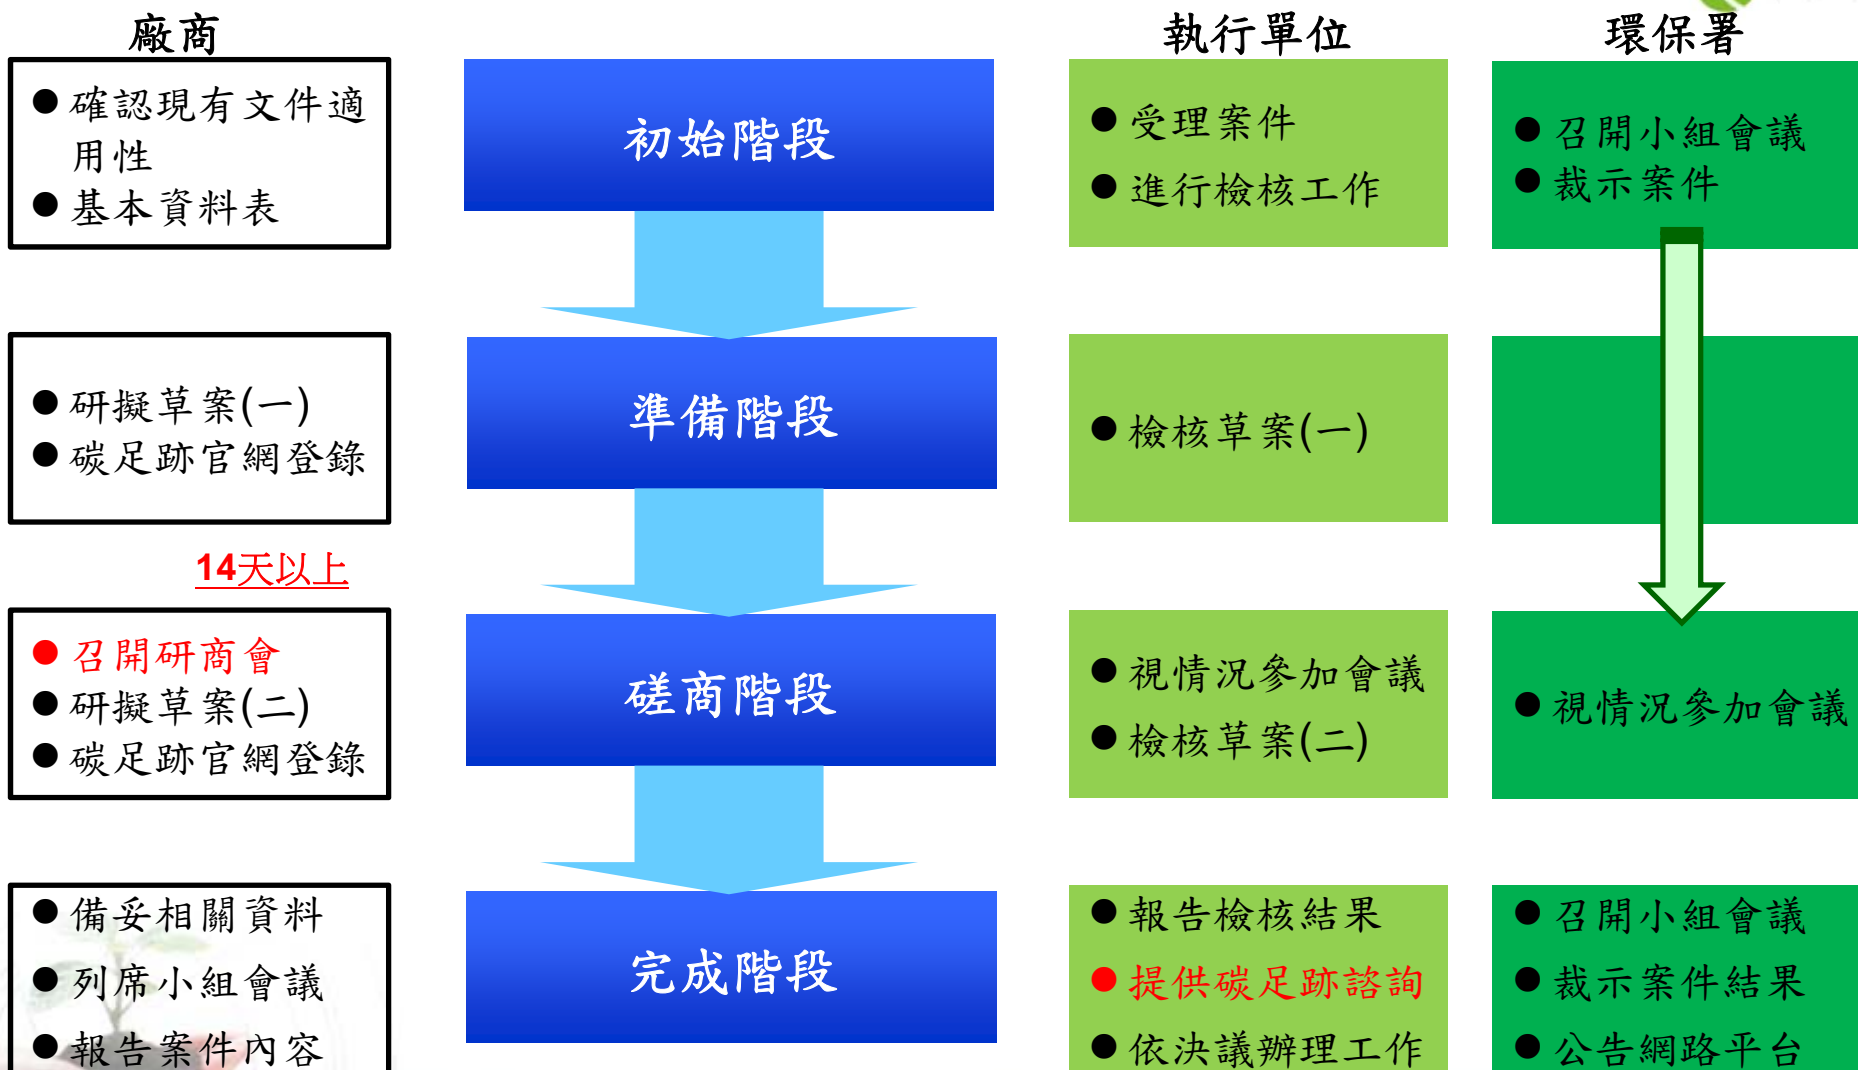 廠商
執行單位
環保署
確認現有文件適
用性
基本資料表
初始階段
受理案件
進行檢核工作
召開小組會議
裁示案件
研擬草案(一)
碳足跡官網登錄
準備階段
檢核草案(一)
14天以上
召開研商會
研擬草案(二)
碳足跡官網登錄
磋商階段
視情況參加會議
檢核草案(二)
視情況參加會議
備妥相關資料
列席小組會議
報告案件內容
完成階段
報告檢核結果
提供碳足跡諮詢
依決議辦理工作
召開小組會議
裁示案件結果
公告網路平台